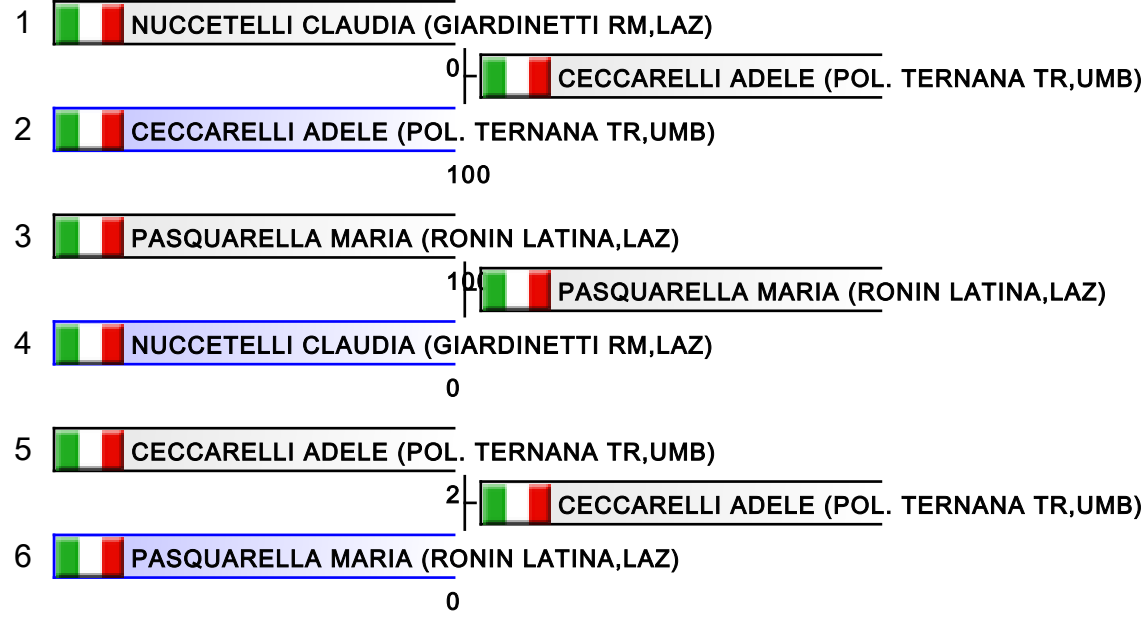 1 NUCCETELLI CLAUDIA (GIARDINETTI RM,LAZ)
0 CECCARELLI ADELE (POL. TERNANA TR,UMB)
2 CECCARELLI ADELE (POL. TERNANA TR,UMB)
100
3 PASQUARELLA MARIA (RONIN LATINA,LAZ)
100 PASQUARELLA MARIA (RONIN LATINA,LAZ)
4 NUCCETELLI CLAUDIA (GIARDINETTI RM,LAZ)
0
5 CECCARELLI ADELE (POL. TERNANA TR,UMB)
2 CECCARELLI ADELE (POL. TERNANA TR,UMB)
6 PASQUARELLA MARIA (RONIN LATINA,LAZ)
0